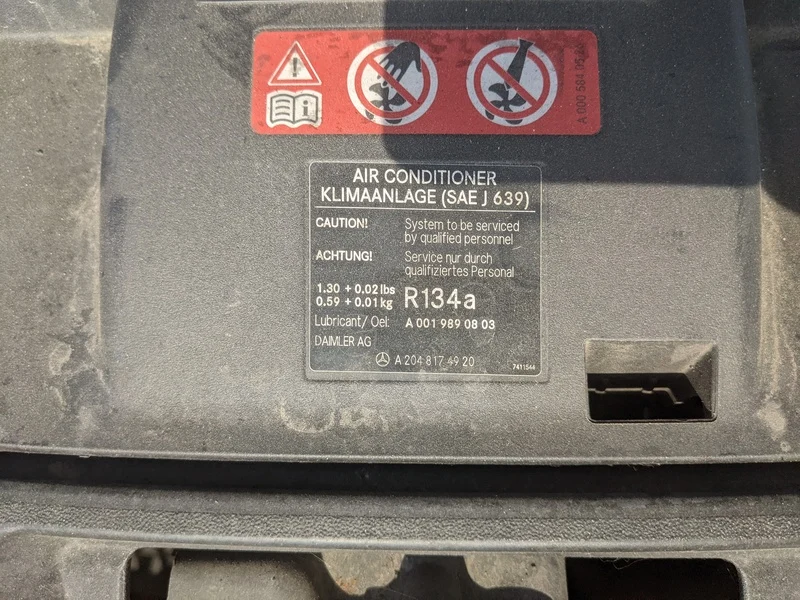 A 000 584 05
AIR CONDITIONER
KLIMAANLAGE (SAE J 639)
CAUTION! System to be serviced
by qualified personnel
ACHTUNG! Service nur durch
qualifiziertes Personal
1.30 + 0.02 lbs
0.59 + 0.01 kg R134a
Lubricant/ Oel: A 001 989 08 03
DAIMLER AG
A 204 817 49 20
7411544